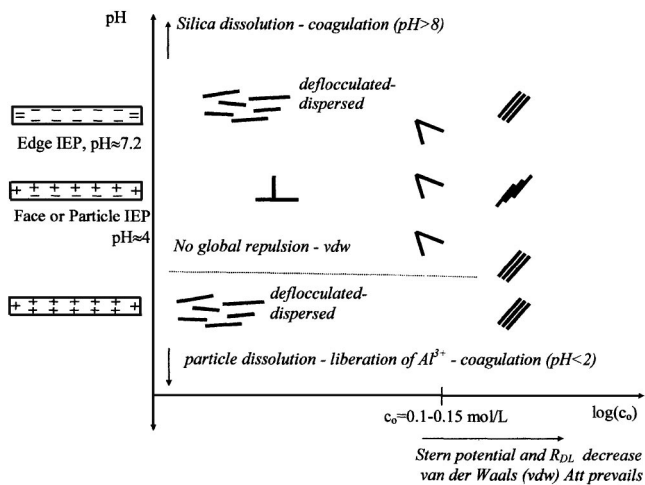 pH
Silica dissolution - coagulation (pH>8)
deflocculated-
dispersed
= - - - - - =
- - - - - -
Edge IEP, pH≈7.2
+ + + + + + +
- - - - -
Face or Particle IEP
pH≈4
No global repulsion - vdw
+ + + + + + +
+ + + + +
deflocculated-
dispersed
particle dissolution - liberation of Al³⁺ - coagulation (pH<2)
cₒ=0.1-0.15 mol/L
log(cₒ)
Stern potential and R_DL decrease
van der Waals (vdw) Att prevails